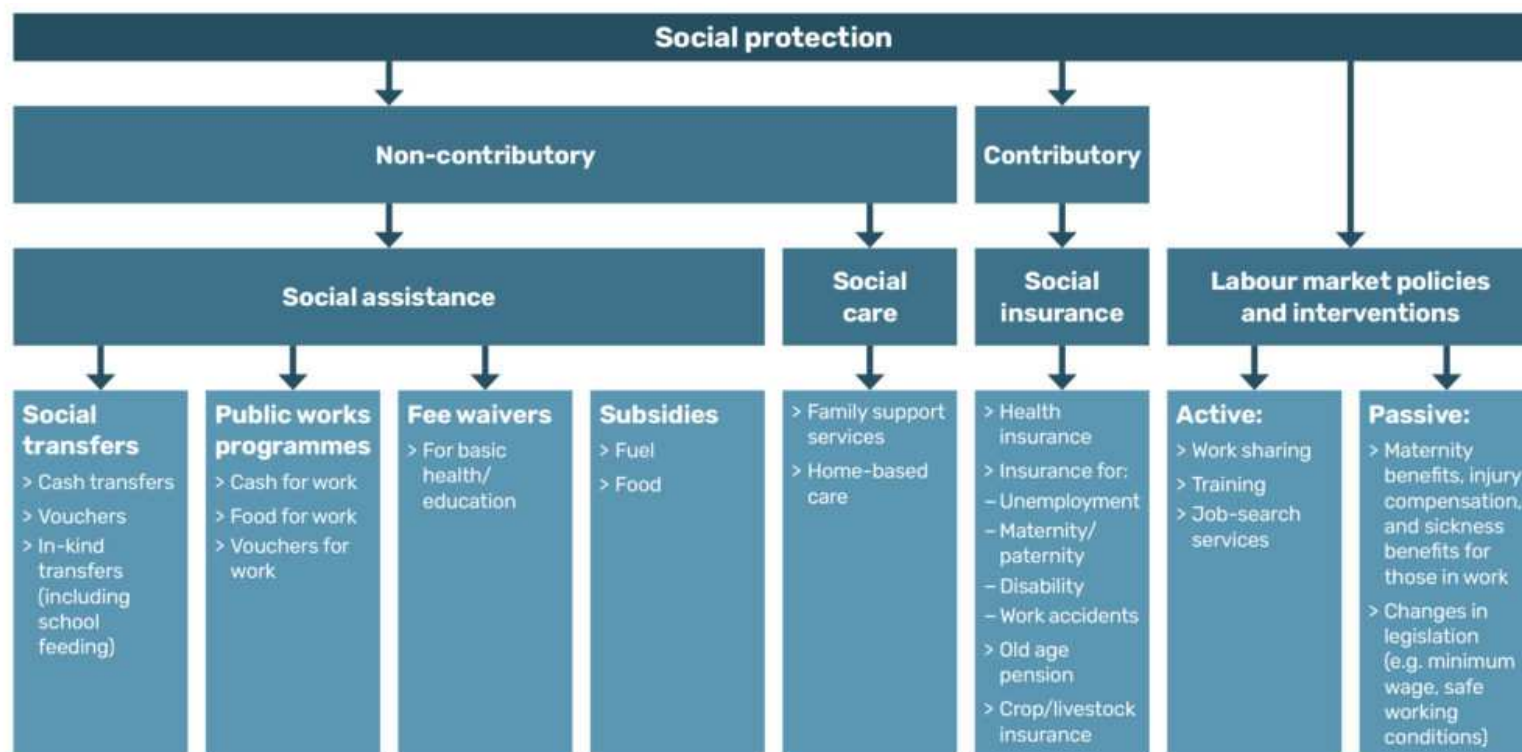 Social protection
Non-contributory
Contributory
Social assistance
Social
care
Social
insurance
Labour market policies
and interventions
Social
transfers
> Cash transfers
> Vouchers
> In-kind
transfers
(including
school
feeding)
Public works
programmes
> Cash for work
> Food for work
> Vouchers for
work
Fee waivers
> For basic
health/
education
Subsidies
> Fuel
> Food
> Family support
services
> Home-based
care
> Health
insurance
> Insurance for:
– Unemployment
– Maternity/
paternity
– Disability
– Work accidents
> Old age
pension
> Crop/livestock
insurance
Active:
> Work sharing
> Training
> Job-search
services
Passive:
> Maternity
benefits, injury
compensation,
and sickness
benefits for
those in work
> Changes in
legislation
(e.g. minimum
wage, safe
working
conditions)